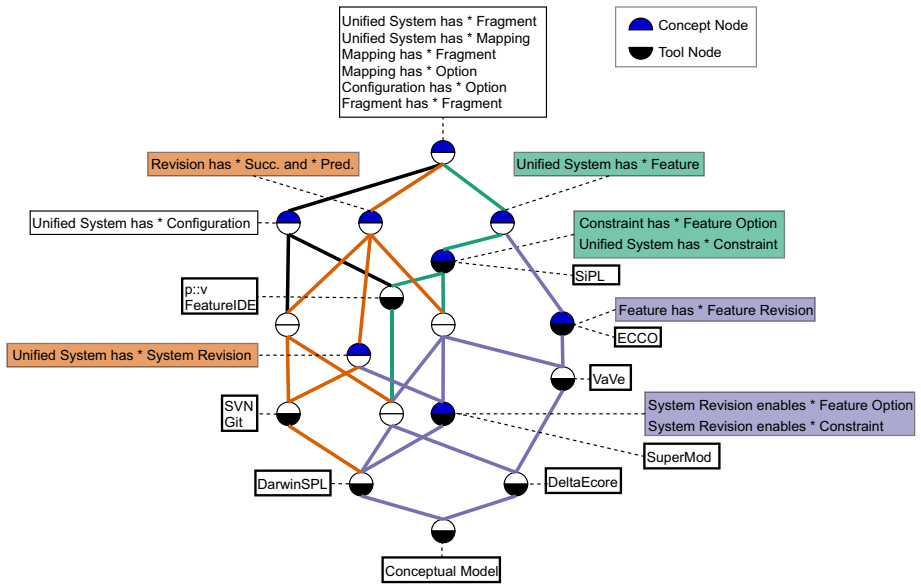 Unified System has * Fragment
Unified System has * Mapping
Mapping has * Fragment
Mapping has * Option
Configuration has * Option
Fragment has * Fragment
Concept Node
Tool Node
Revision has * Succ. and * Pred.
Unified System has * Feature
Unified System has * Configuration
Constraint has * Feature Option
Unified System has * Constraint
SiPL
p::v
FeatureIDE
Feature has * Feature Revision
ECCO
Unified System has * System Revision
VaVe
SVN
Git
System Revision enables * Feature Option
System Revision enables * Constraint
SuperMod
DarwinSPL
DeltaEcore
Conceptual Model